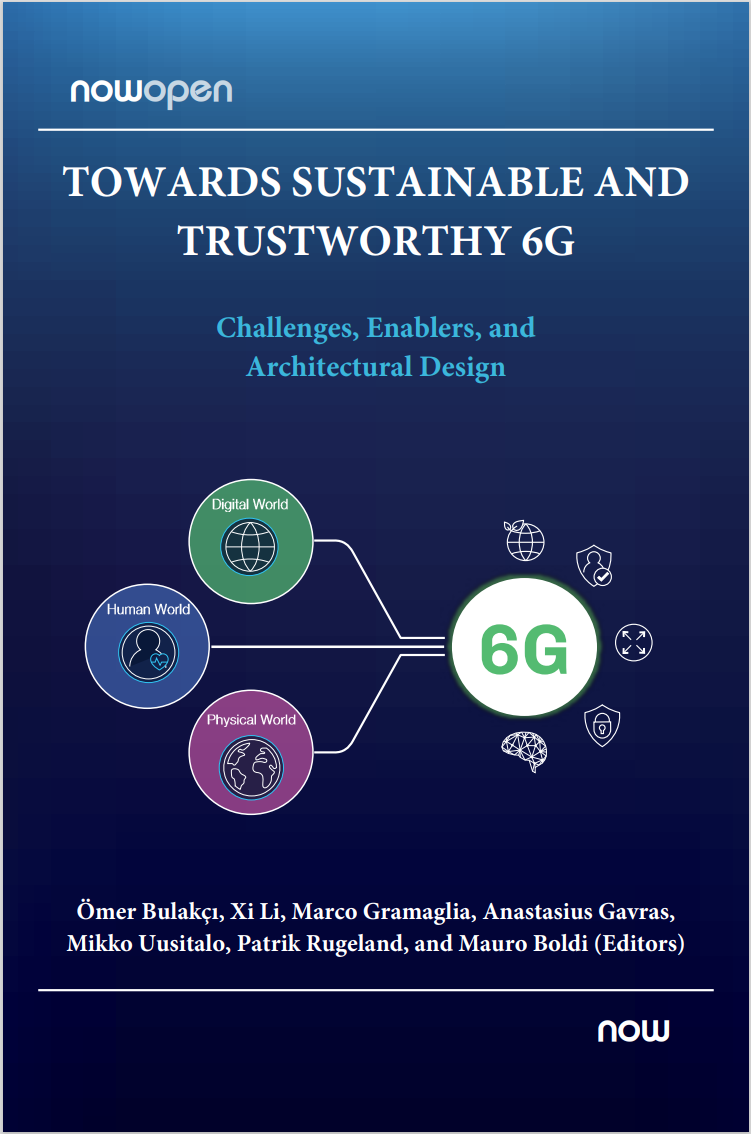 nowopen
TOWARDS SUSTAINABLE AND
TRUSTWORTHY 6G
Challenges, Enablers, and
Architectural Design
Digital World
Human World
6G
Physical World
Ömer Bulakçı, Xi Li, Marco Gramaglia, Anastasius Gavras,
Mikko Uusitalo, Patrik Rugeland, and Mauro Boldi (Editors)
now